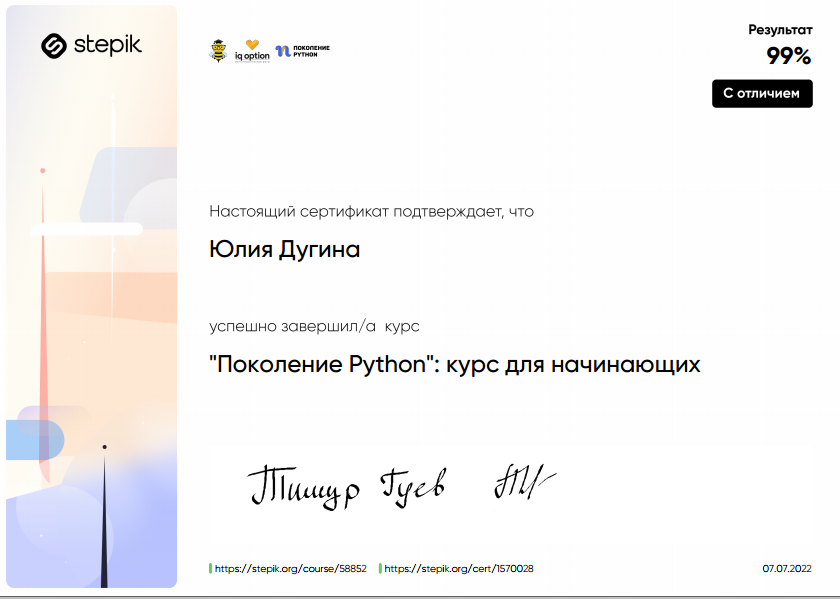 stepik
iq option
ПОКОЛЕНИЕ
PYTHON
Результат
99%
С отличием
Настоящий сертификат подтверждает, что
Юлия Дугина
успешно завершил/а курс
"Поколение Python": курс для начинающих
Тимур Гуев
https://stepik.org/course/58852 https://stepik.org/cert/1570028
07.07.2022